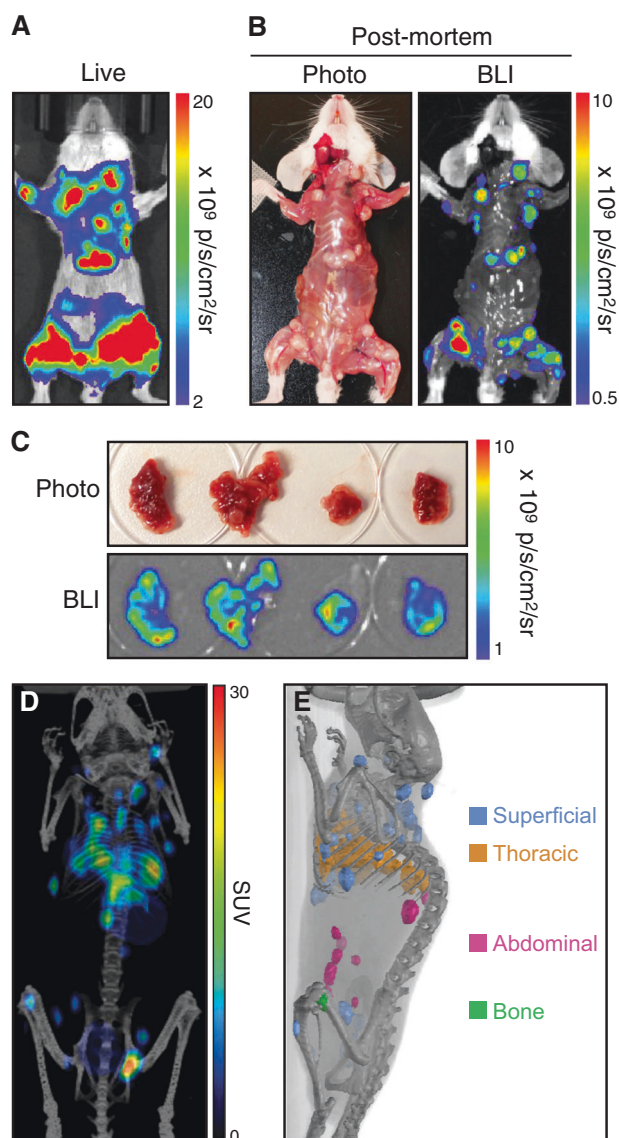 A
Live
20
x 10⁹ p/s/cm²/sr
2
B
Post-mortem
Photo
BLI
10
x 10⁹ p/s/cm²/sr
0.5
C
Photo
BLI
10
x 10⁹ p/s/cm²/sr
1
D
30
SUV
0
E
Superficial
Thoracic
Abdominal
Bone